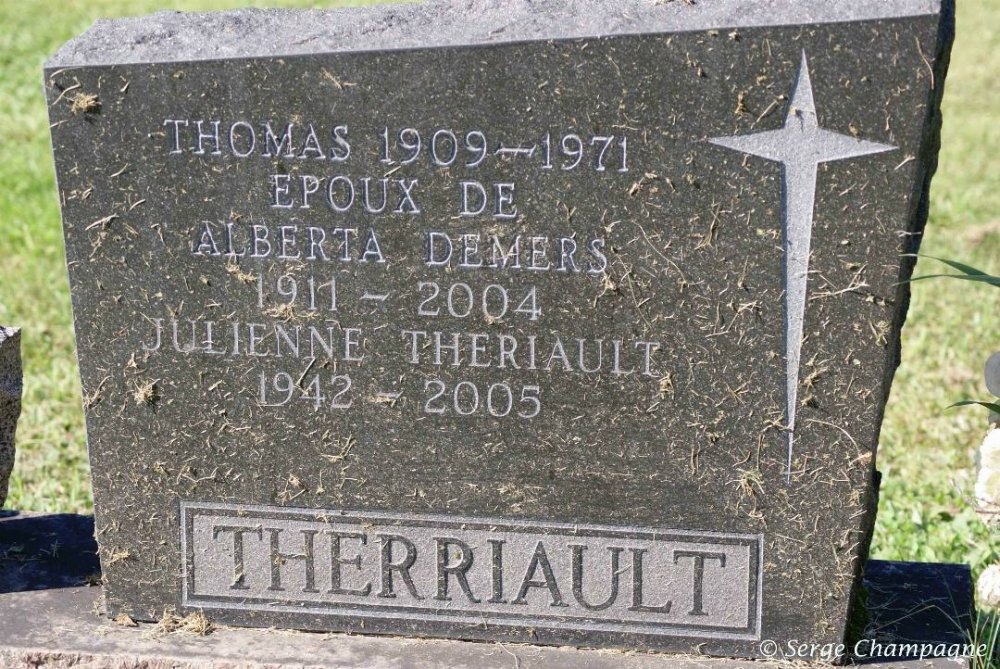 THOMAS 1909-1971
EPOUX DE
ALBERTA DEMERS
1911 - 2004
JULIENNE THERIAULT
1942 - 2005
THERRIAULT
© Serge Champagne